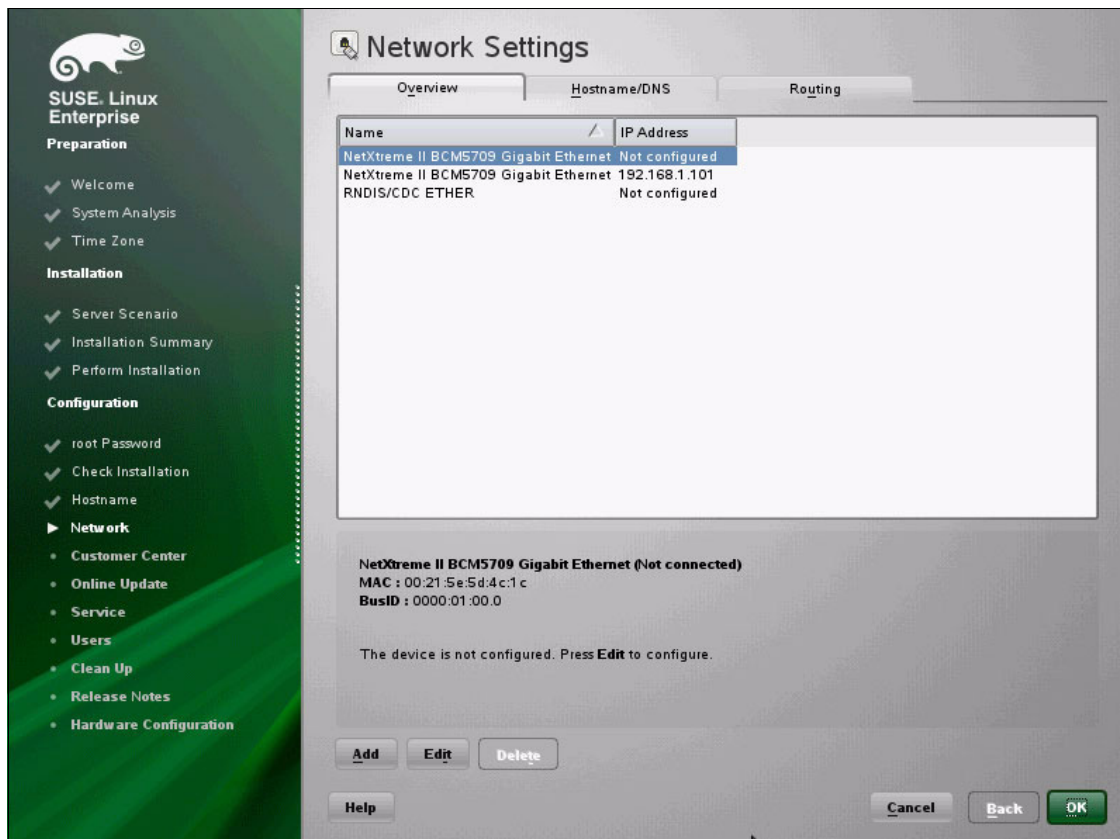 SUSE. Linux
Enterprise
Preparation
Welcome
System Analysis
Time Zone
Installation
Server Scenario
Installation Summary
Perform Installation
Configuration
root Password
Check Installation
Hostname
Network
Customer Center
Online Update
Service
Users
Clean Up
Release Notes
Hardware Configuration
Network Settings
Overview Hostname/DNS Routing
Name IP Address
NetXtreme II BCM5709 Gigabit Ethernet Not configured
NetXtreme II BCM5709 Gigabit Ethernet 192.168.1.101
RNDIS/CDC ETHER Not configured
NetXtreme II BCM5709 Gigabit Ethernet (Not connected)
MAC : 00:21:5e:5d:4c:1c
BusID : 0000:01:00.0
The device is not configured. Press Edit to configure.
Add Edit Delete
Help Cancel Back OK